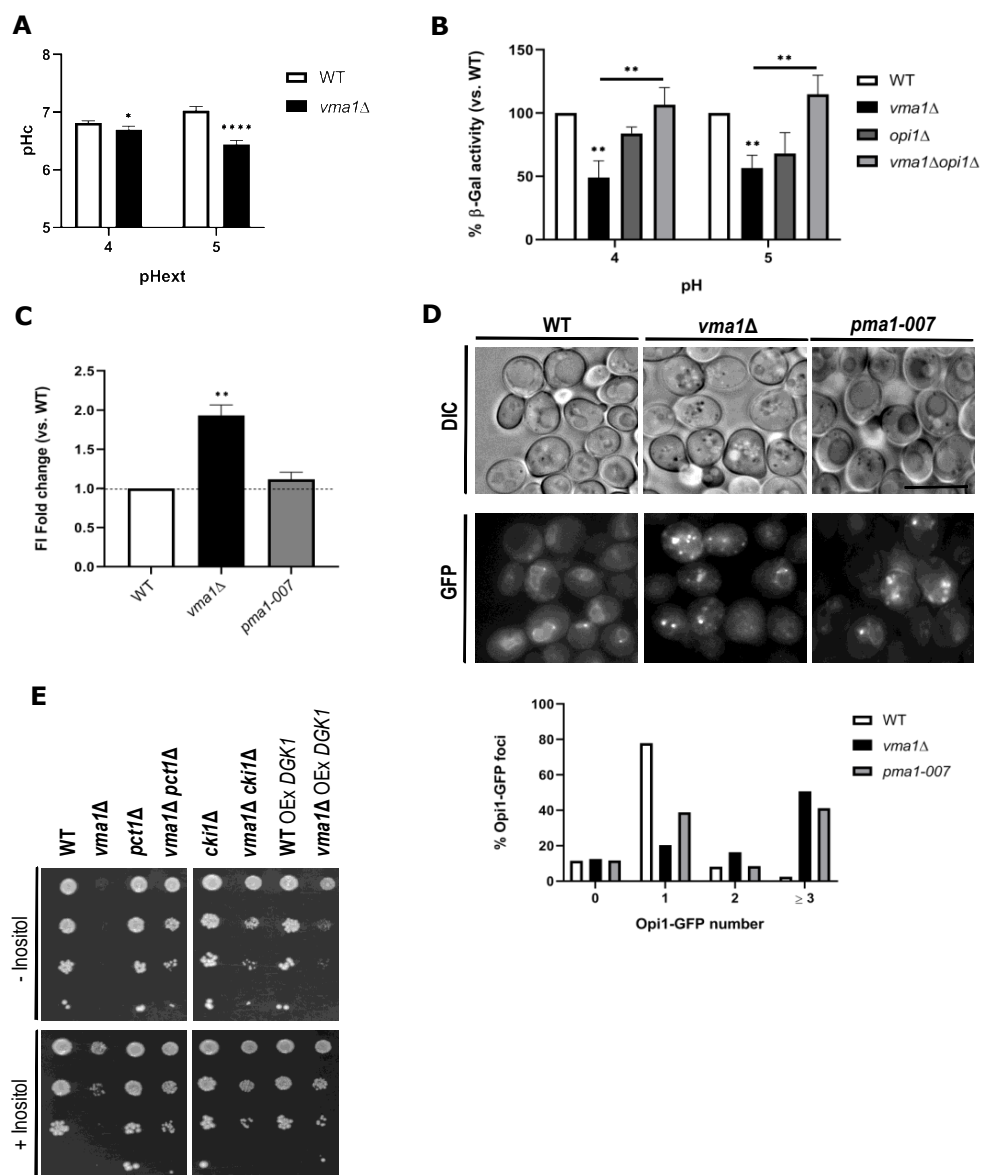 A
8
7
6
5
pHc
4
5
pHext
WT
vma1Δ
*
****
B
150
100
50
0
% β-Gal activity (vs. WT)
**
**
**
**
4
5
pH
WT
vma1Δ
opi1Δ
vma1Δopi1Δ
C
2.5
2.0
1.5
1.0
0.5
0.0
FI Fold change (vs. WT)
**
WT
vma1Δ
pma1-007
D
WT
vma1Δ
pma1-007
DIC
GFP
100
80
60
40
20
0
% Opi1-GFP foci
0
1
2
≥ 3
Opi1-GFP number
WT
vma1Δ
pma1-007
E
WT
vma1Δ
pct1Δ
vma1Δ pct1Δ
cki1Δ
vma1Δ cki1Δ
WT OEx DGK1
vma1Δ OEx DGK1
- Inositol
+ Inositol